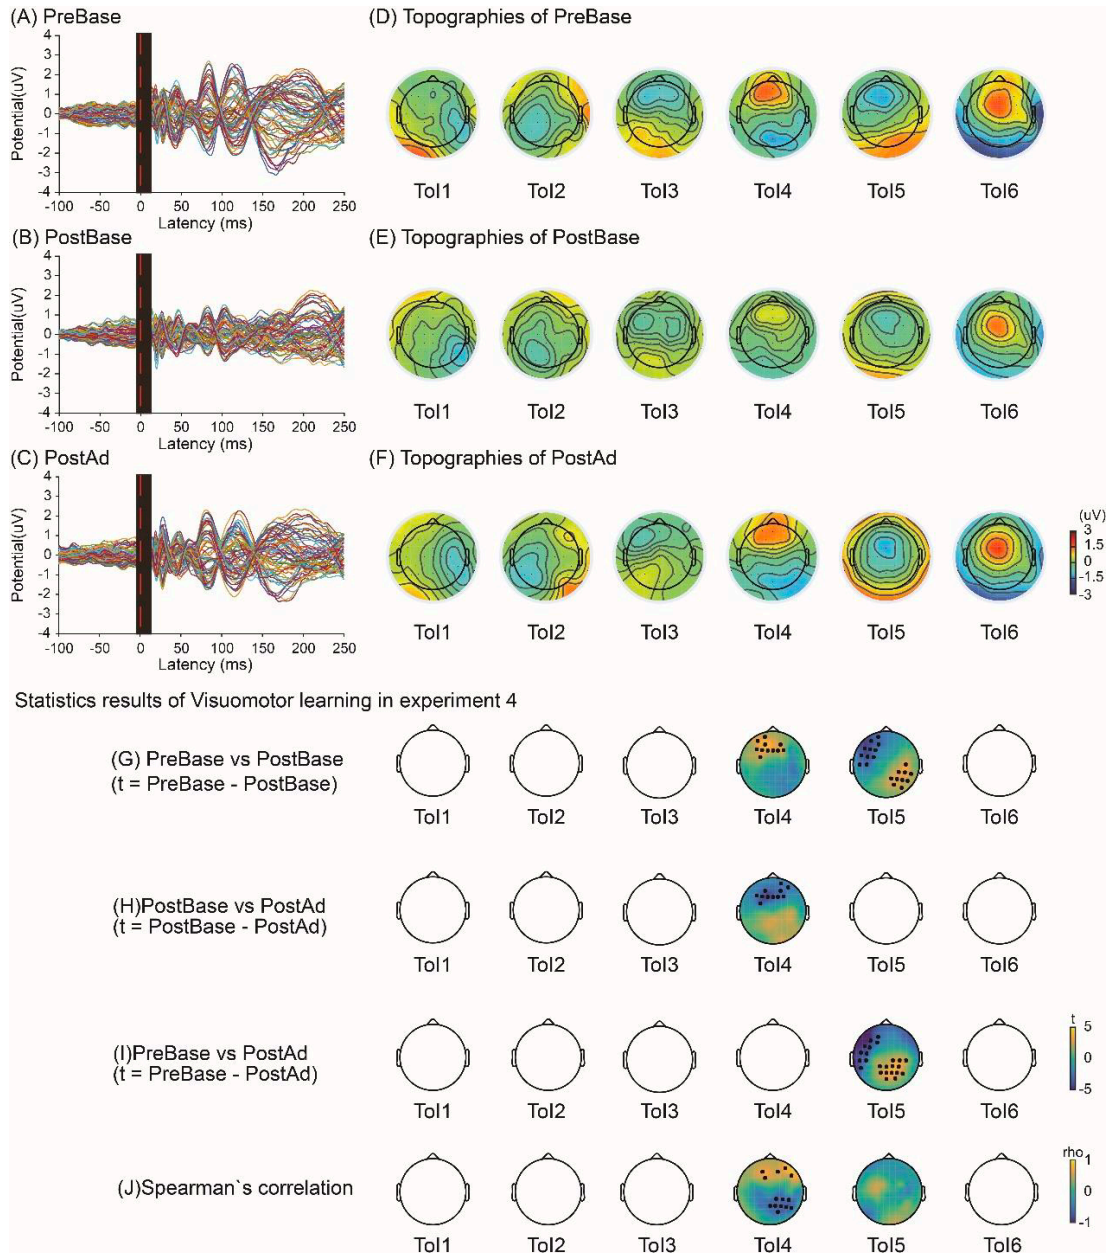 (A) PreBase
(D) Topographies of PreBase
Potential(uV)
4
3
2
1
0
-1
-2
-3
-4
-100 -50 0 50 100 150 200 250
Latency (ms)
ToI1 ToI2 ToI3 ToI4 ToI5 ToI6
(B) PostBase
(E) Topographies of PostBase
Potential(uV)
4
3
2
1
0
-1
-2
-3
-4
-100 -50 0 50 100 150 200 250
Latency (ms)
ToI1 ToI2 ToI3 ToI4 ToI5 ToI6
(C) PostAd
(F) Topographies of PostAd
Potential(uV)
4
3
2
1
0
-1
-2
-3
-4
-100 -50 0 50 100 150 200 250
Latency (ms)
(uV)
3
1.5
0
-1.5
-3
ToI1 ToI2 ToI3 ToI4 ToI5 ToI6
Statistics results of Visuomotor learning in experiment 4
(G) PreBase vs PostBase
(t = PreBase - PostBase)
ToI1 ToI2 ToI3 ToI4 ToI5 ToI6
(H)PostBase vs PostAd
(t = PostBase - PostAd)
ToI1 ToI2 ToI3 ToI4 ToI5 ToI6
(I)PreBase vs PostAd
(t = PreBase - PostAd)
t
5
0
-5
ToI1 ToI2 ToI3 ToI4 ToI5 ToI6
(J)Spearman`s correlation
rho
1
0
-1
ToI1 ToI2 ToI3 ToI4 ToI5 ToI6